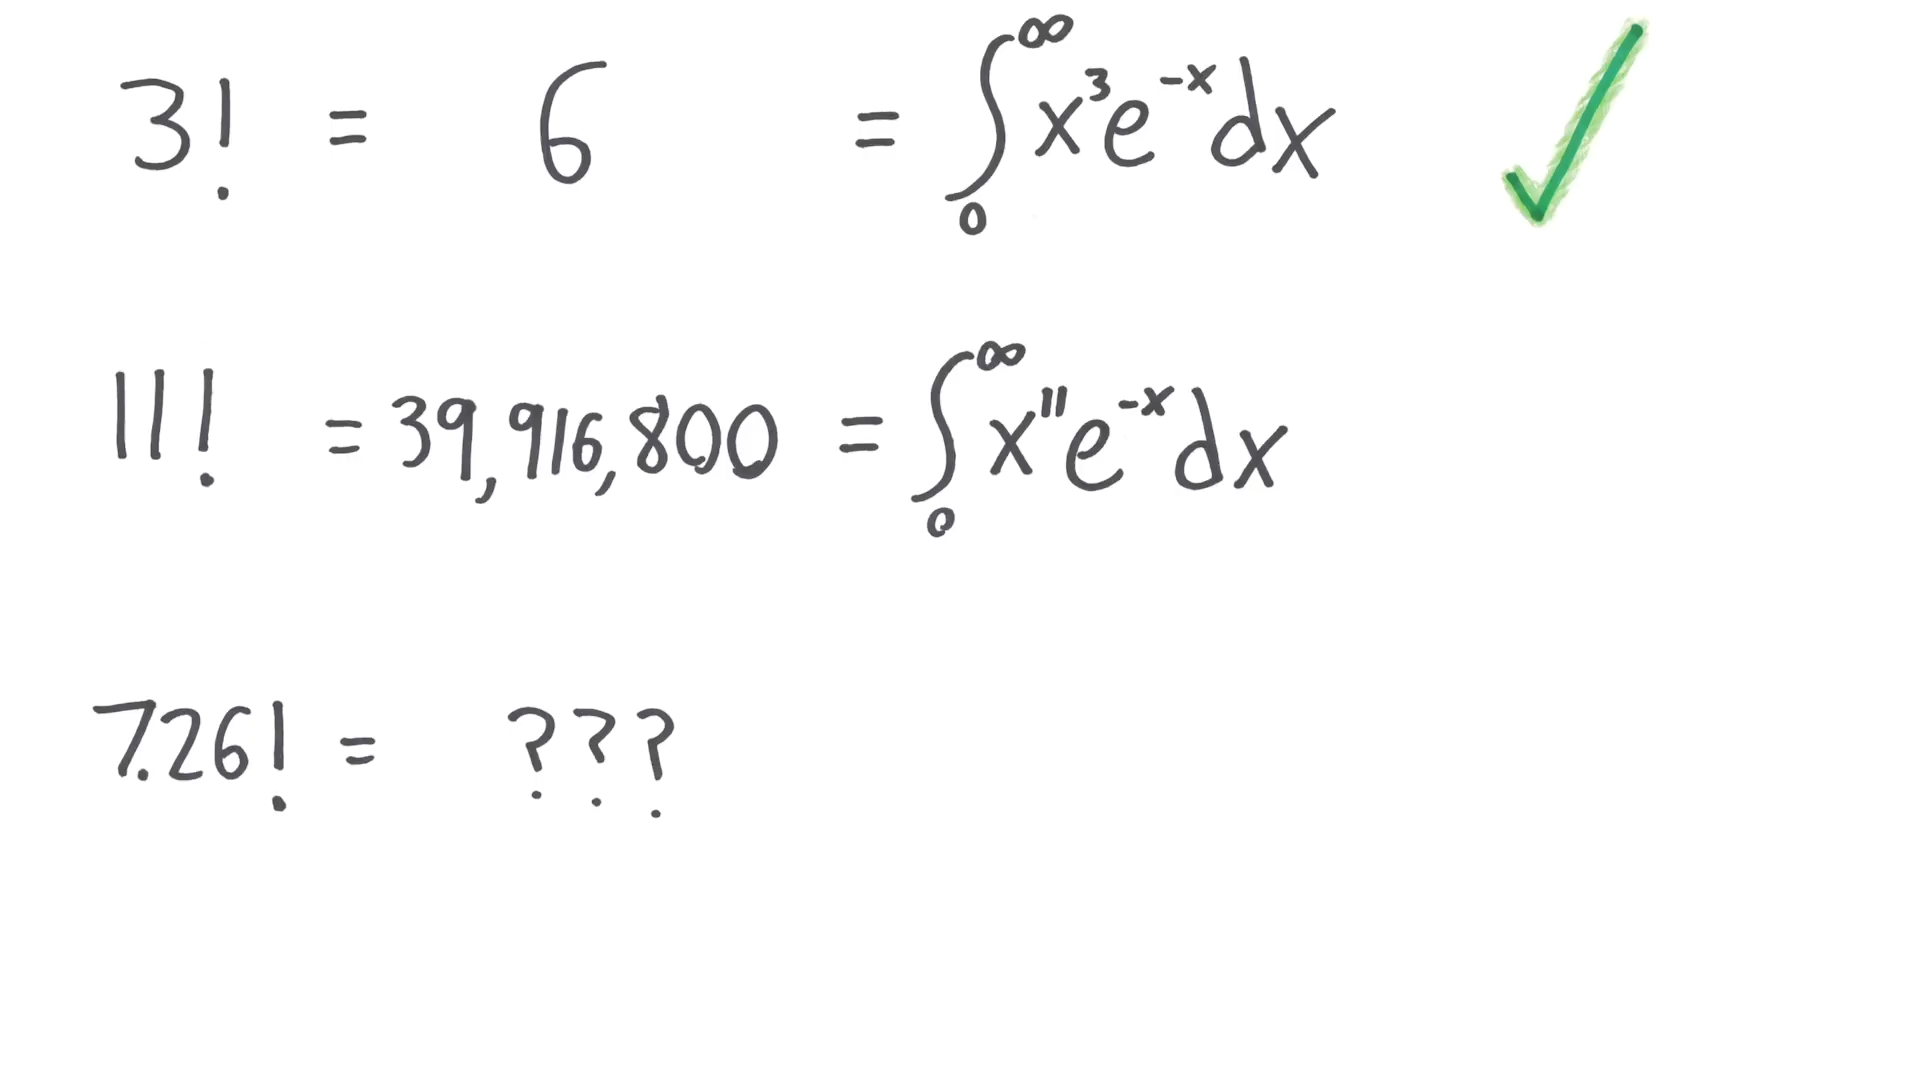 3! = 6 = ∫₀^∞ x³e⁻ˣdx
11! = 39,916,800 = ∫₀^∞ x¹¹e⁻ˣdx
7.26! = ???